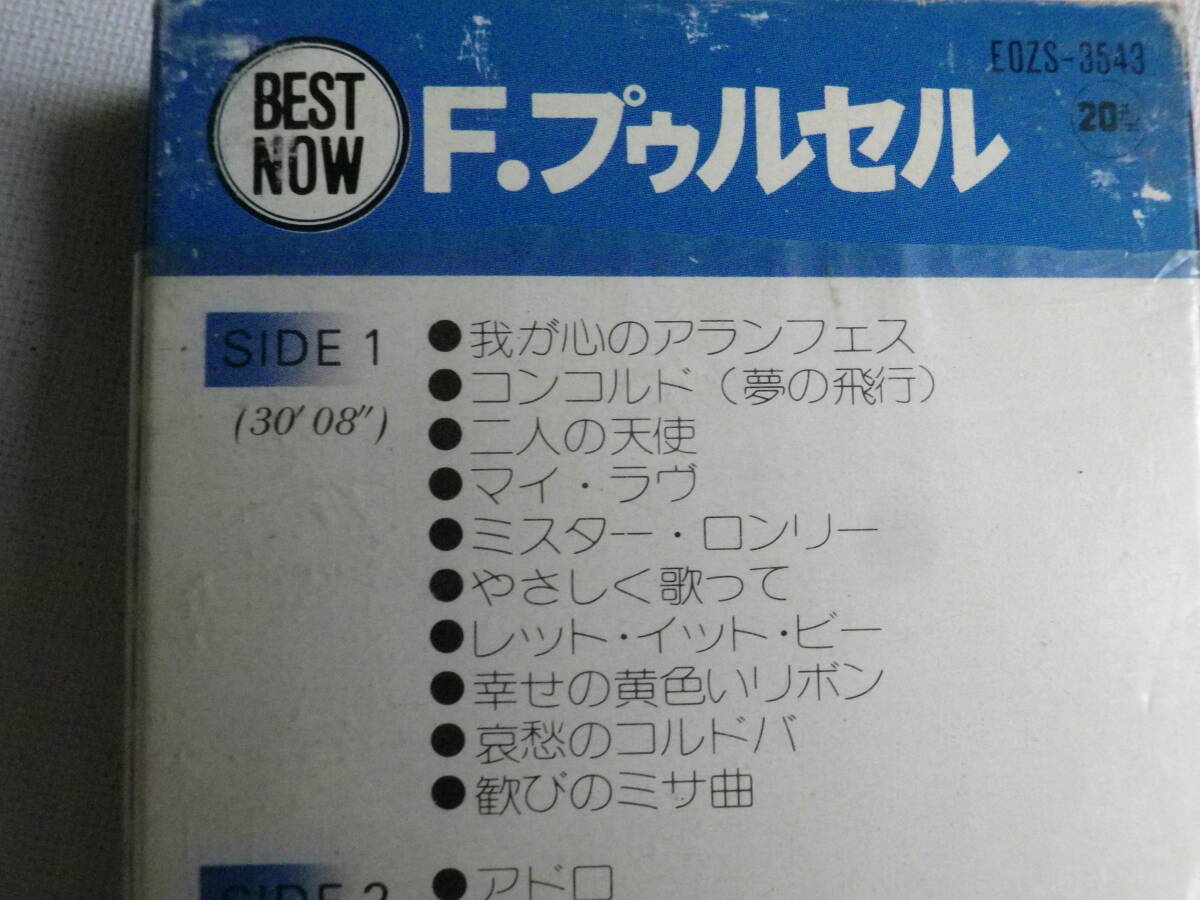 BEST
NOW
F.プゥルセル
EOZS-3543
20
SIDE 1
(30′08″)
●我が心のアランフェス
●コンコルド（夢の飛行）
●二人の天使
●マイ・ラヴ
●ミスター・ロンリー
●やさしく歌って
●レット・イット・ビー
●幸せの黄色いリボン
●哀愁のコルドバ
●歓びのミサ曲
SIDE 2
●アドロ